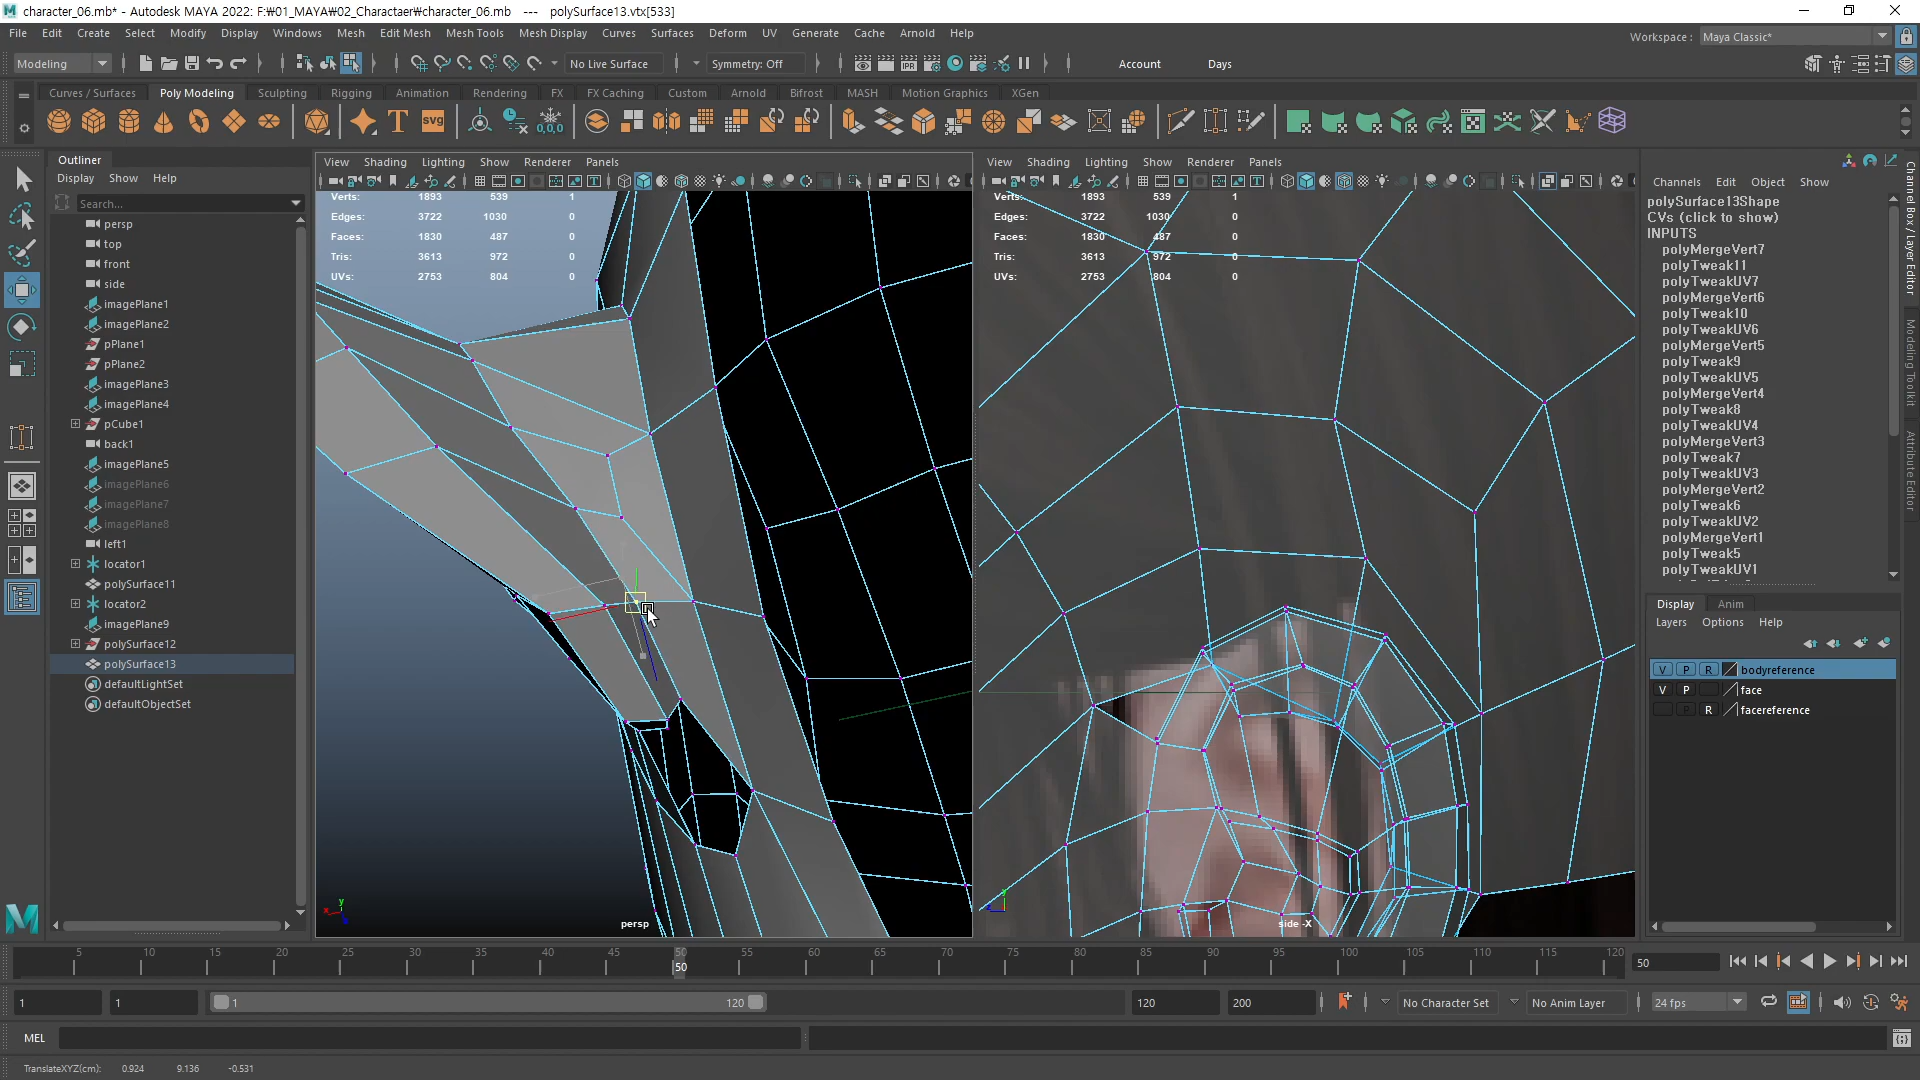 character_06.mb* - Autodesk MAYA 2022: F:₩01_MAYA₩02_Charactaer₩character_06.mb --- polySurface13.vtx[533]
File Edit Create Select Modify Display Windows Mesh Edit Mesh Mesh Tools Mesh Display Curves Surfaces Deform UV Generate Cache Arnold Help
Workspace : Maya Classic*
Modeling No Live Surface Symmetry: Off Account Days
Curves / Surfaces Poly Modeling Sculpting Rigging Animation Rendering FX FX Caching Custom Arnold Bifrost MASH Motion Graphics XGen
Outliner
Display Show Help
Search...
persp
top
front
side
imagePlane1
imagePlane2
pPlane1
pPlane2
imagePlane3
imagePlane4
pCube1
back1
imagePlane5
imagePlane6
imagePlane7
imagePlane8
left1
locator1
polySurface11
locator2
imagePlane9
polySurface12
polySurface13
defaultLightSet
defaultObjectSet
View Shading Lighting Show Renderer Panels
Verts: 1893 539 1
Edges: 3722 1030 0
Faces: 1830 487 0
Tris: 3613 972 0
UVs: 2753 804 0
persp
View Shading Lighting Show Renderer Panels
Verts: 1893 539 1
Edges: 3722 1030 0
Faces: 1830 487 0
Tris: 3613 972 0
UVs: 2753 804 0
side -X
Channels Edit Object Show
polySurface13Shape
CVs (click to show)
INPUTS
polyMergeVert7
polyTweak11
polyTweakUV7
polyMergeVert6
polyTweak10
polyTweakUV6
polyMergeVert5
polyTweak9
polyTweakUV5
polyMergeVert4
polyTweak8
polyTweakUV4
polyMergeVert3
polyTweak7
polyTweakUV3
polyMergeVert2
polyTweak6
polyTweakUV2
polyMergeVert1
polyTweak5
polyTweakUV1
Channel Box / Layer Editor
Modeling Toolkit
Attribute Editor
Display Anim
Layers Options Help
V P R bodyreference
V P face
P R facereference
5 10 15 20 25 30 35 40 45 50 55 60 65 70 75 80 85 90 95 100 105 110 115 120
50
50
1 1 1 120 120 200 No Character Set No Anim Layer 24 fps
MEL
TranslateXYZ(cm): 0.924 9.136 -0.531